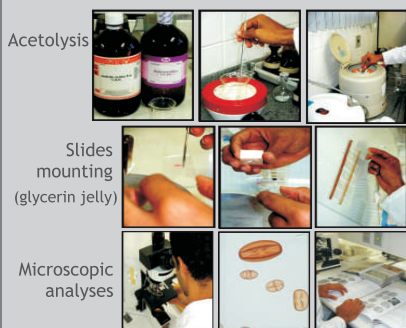 Acetolysis
Slides
mounting
(glycerin jelly)
Microscopic
analyses